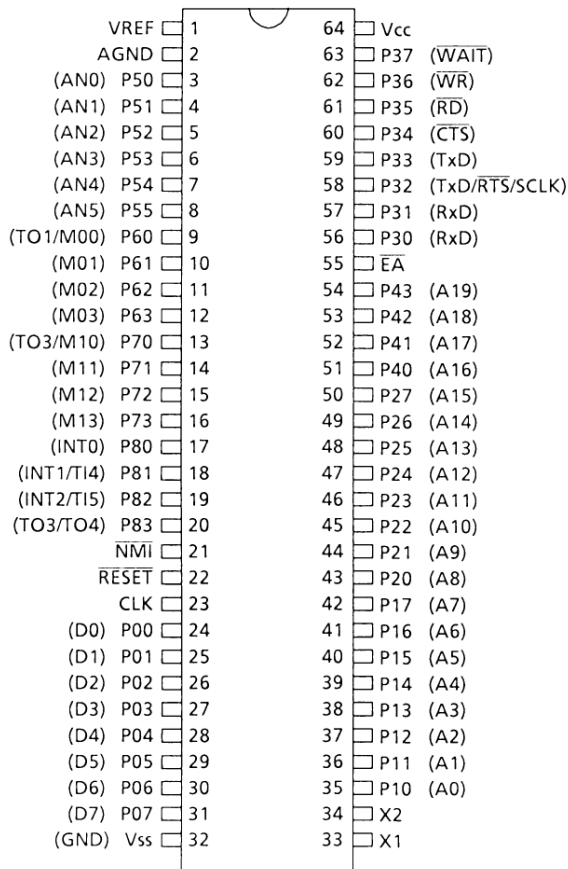 VREF 1 64 Vcc
AGND 2 63 P37 (W̅A̅I̅T̅)
(AN0) P50 3 62 P36 (W̅R̅)
(AN1) P51 4 61 P35 (R̅D̅)
(AN2) P52 5 60 P34 (C̅T̅S̅)
(AN3) P53 6 59 P33 (TxD)
(AN4) P54 7 58 P32 (TxD/R̅T̅S̅/SCLK)
(AN5) P55 8 57 P31 (RxD)
(TO1/M00) P60 9 56 P30 (RxD)
(M01) P61 10 55 E̅A̅
(M02) P62 11 54 P43 (A19)
(M03) P63 12 53 P42 (A18)
(TO3/M10) P70 13 52 P41 (A17)
(M11) P71 14 51 P40 (A16)
(M12) P72 15 50 P27 (A15)
(M13) P73 16 49 P26 (A14)
(INT0) P80 17 48 P25 (A13)
(INT1/TI4) P81 18 47 P24 (A12)
(INT2/TI5) P82 19 46 P23 (A11)
(TO3/TO4) P83 20 45 P22 (A10)
N̅M̅I̅ 21 44 P21 (A9)
R̅E̅S̅E̅T̅ 22 43 P20 (A8)
CLK 23 42 P17 (A7)
(D0) P00 24 41 P16 (A6)
(D1) P01 25 40 P15 (A5)
(D2) P02 26 39 P14 (A4)
(D3) P03 27 38 P13 (A3)
(D4) P04 28 37 P12 (A2)
(D5) P05 29 36 P11 (A1)
(D6) P06 30 35 P10 (A0)
(D7) P07 31 34 X2
(GND) Vss 32 33 X1